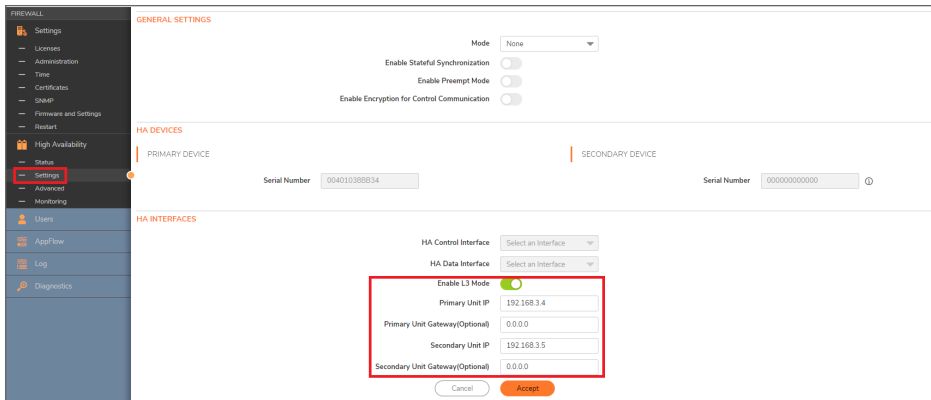 FIREWALL
Settings
Licenses
Administration
Time
Certificates
SNMP
Firmware and Settings
Restart
High Availability
Status
Settings
Advanced
Monitoring
Users
AppFlow
Log
Diagnostics
GENERAL SETTINGS
Mode None
Enable Stateful Synchronization
Enable Preempt Mode
Enable Encryption for Control Communication
HA DEVICES
PRIMARY DEVICE SECONDARY DEVICE
Serial Number 00401038BB34 Serial Number 000000000000
HA INTERFACES
HA Control Interface Select an Interface
HA Data Interface Select an Interface
Enable L3 Mode
Primary Unit IP 192.168.3.4
Primary Unit Gateway(Optional) 0.0.0.0
Secondary Unit IP 192.168.3.5
Secondary Unit Gateway(Optional) 0.0.0.0
Cancel Accept